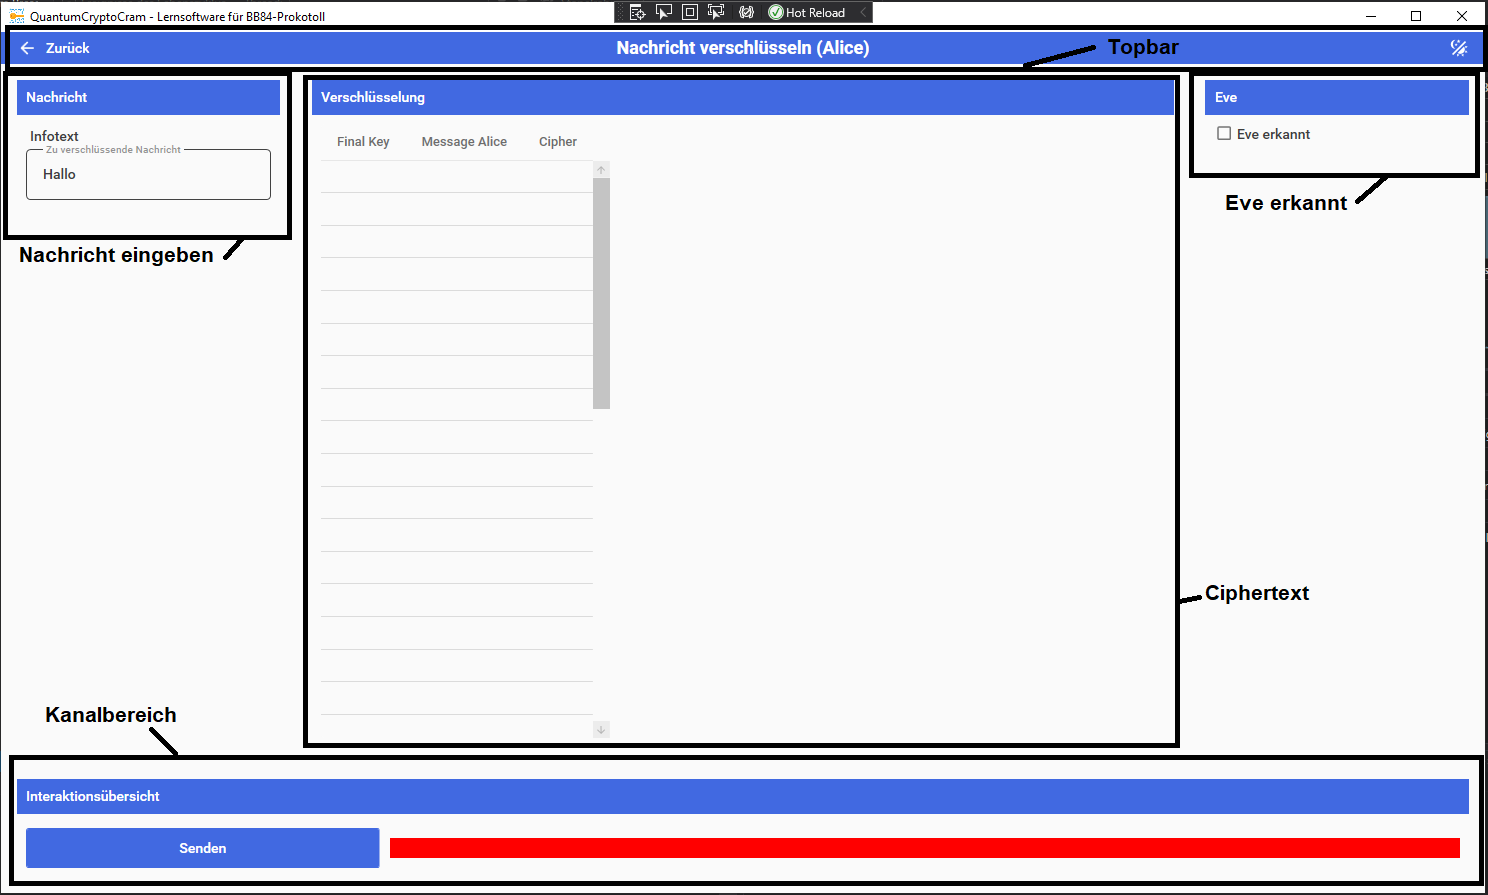 QuantumCryptoCram - Lernsoftware für BB84-Prokotoll
Hot Reload
Zurück
Nachricht verschlüsseln (Alice)
Topbar
Nachricht
Verschlüsselung
Eve
Infotext
Zu verschlüssende Nachricht
Hallo
Final Key
Message Alice
Cipher
Eve erkannt
Eve erkannt
Nachricht eingeben
Ciphertext
Kanalbereich
Interaktionsübersicht
Senden